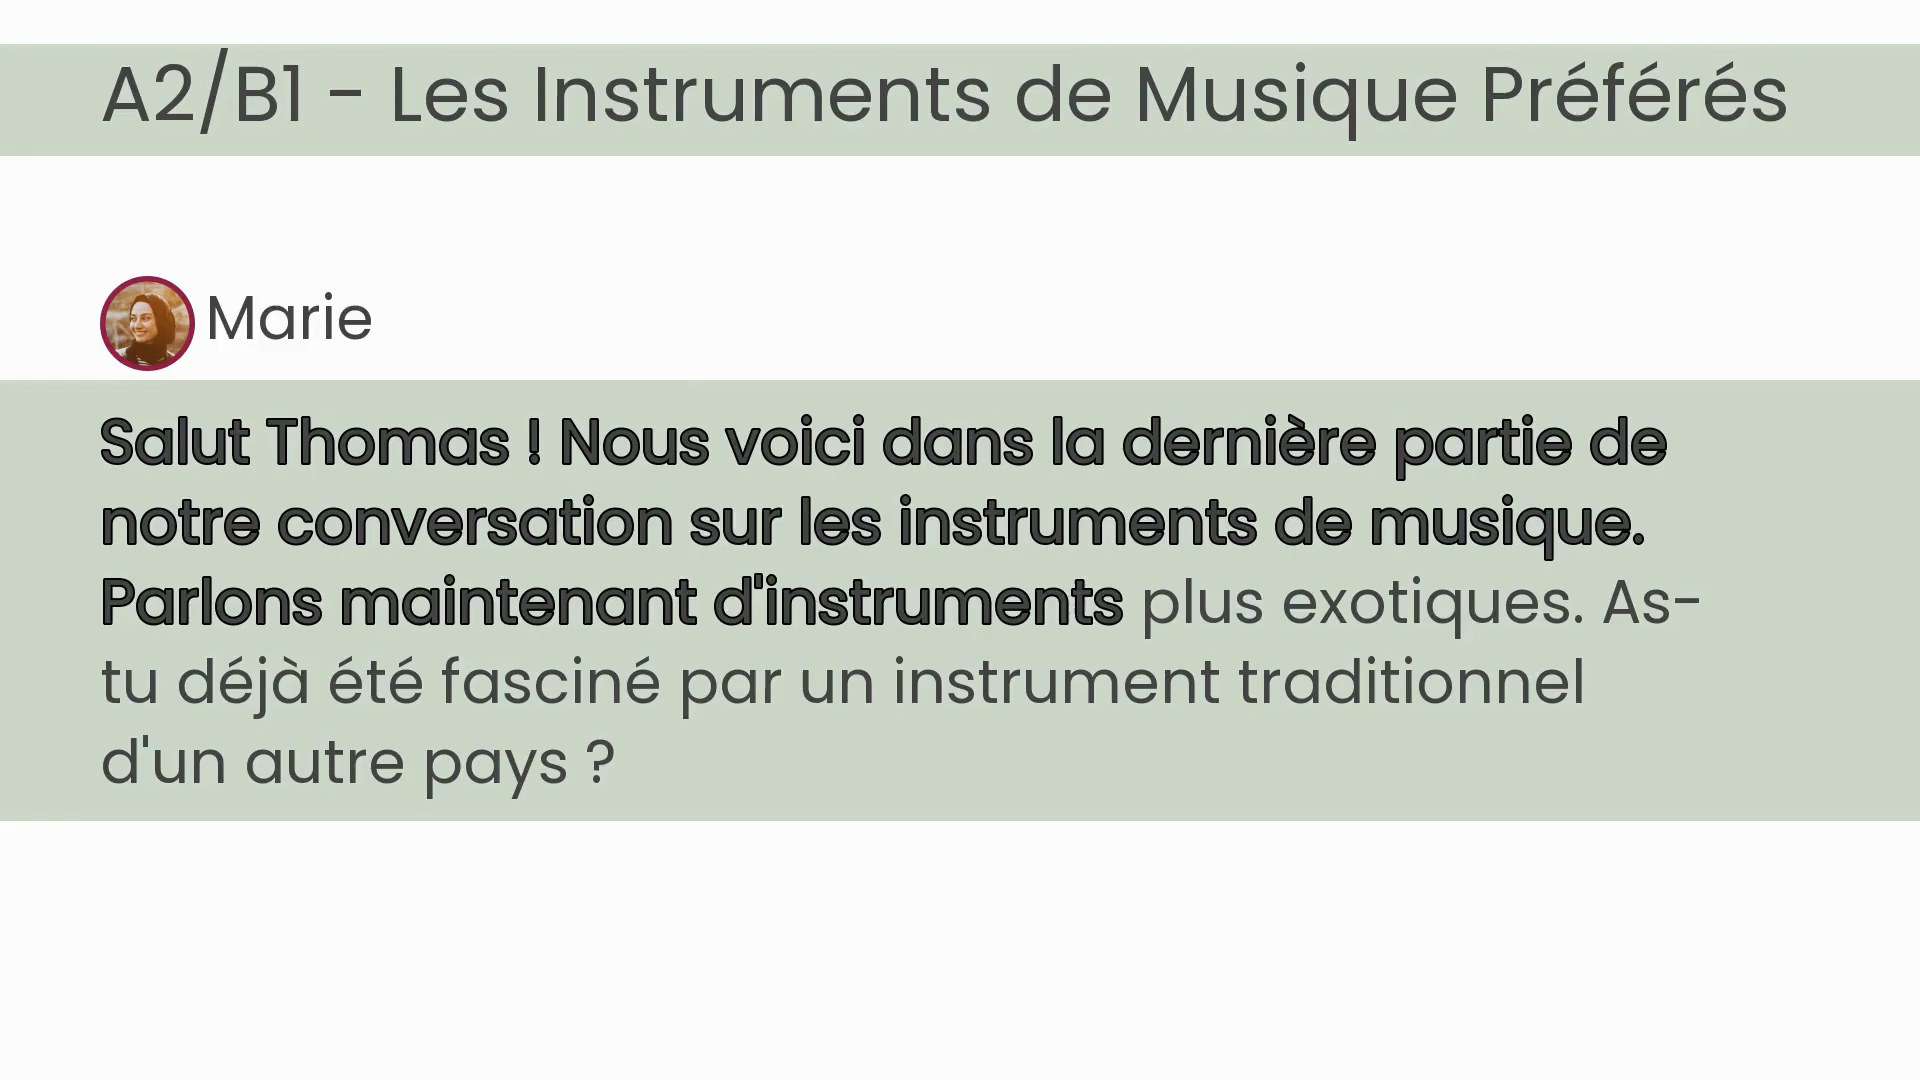 A2/B1 - Les Instruments de Musique Préférés
Marie
Salut Thomas ! Nous voici dans la dernière partie de
notre conversation sur les instruments de musique.
Parlons maintenant d'instruments plus exotiques. As-
tu déjà été fasciné par un instrument traditionnel
d'un autre pays ?